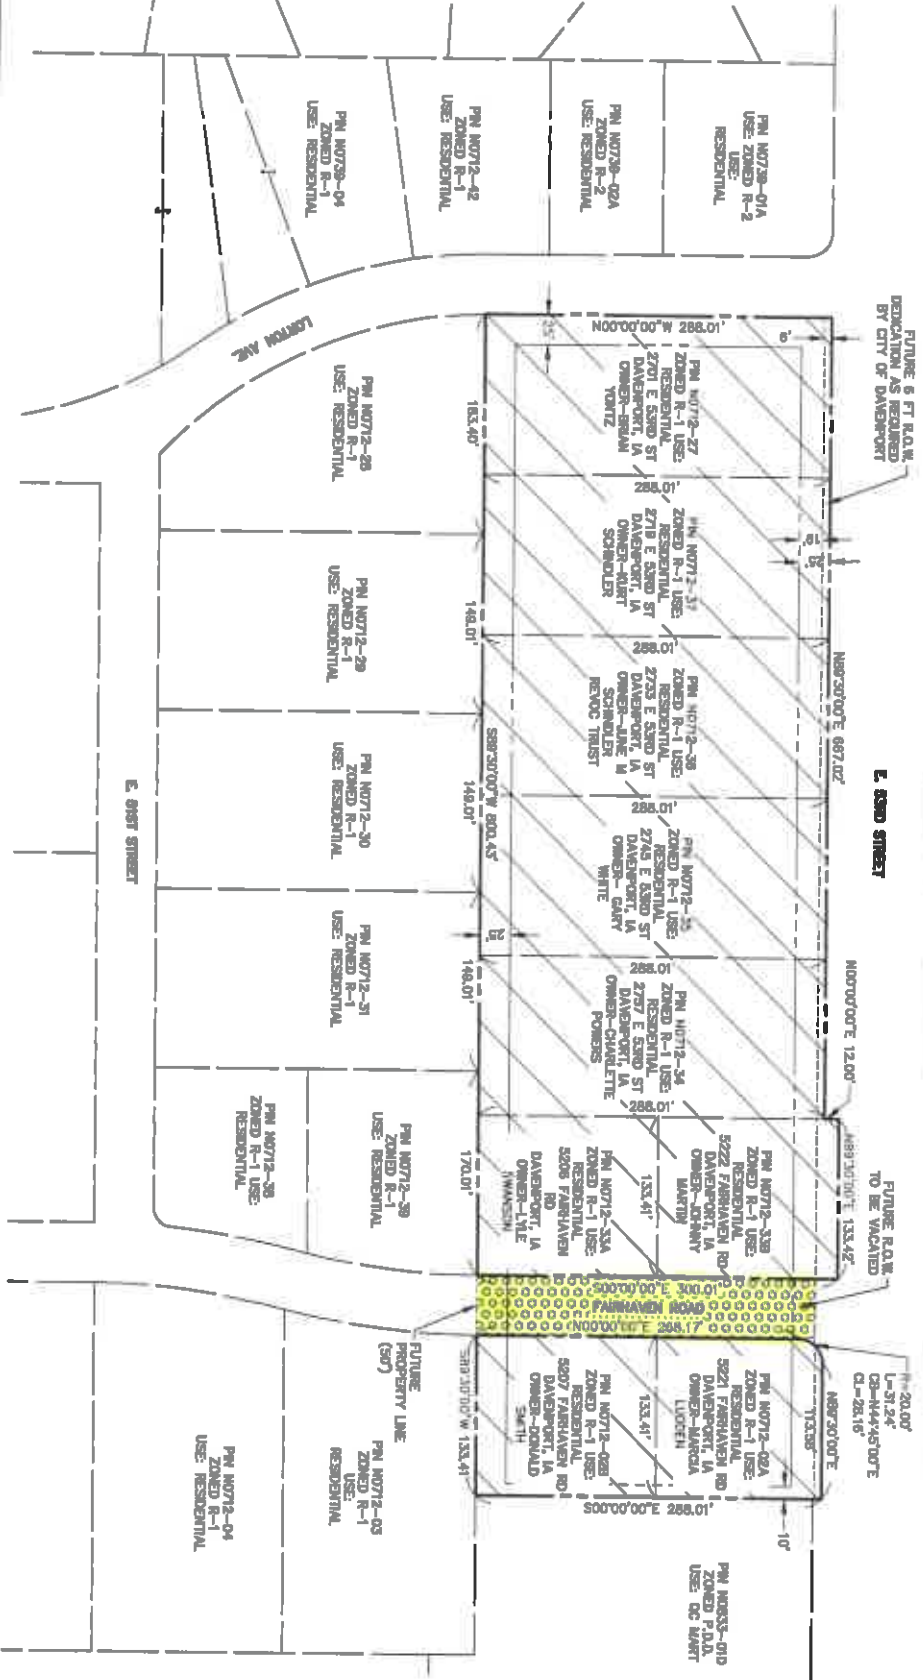 E. 53RD STREET
FUTURE 6 FT R.O.W.
DEDICATION AS REQUIRED
BY CITY OF DAVENPORT
FUTURE R.O.W.
TO BE VACATED
R=20.00'
L=31.24'
CB=N44°45'00"E
CL=28.16'
N89°30'00"E 667.02'
N00°00'00"E 12.00'
N89°30'00"E 133.42'
N89°30'00"E
113.58'
6'
19'
25'
10'
N00°00'00"W 288.01'
35'
PIN N0712-27
ZONED R-1 USE:
RESIDENTIAL
2701 E 53RD ST
DAVENPORT, IA
OWNER-BRIAN
YONTZ
288.01'
PIN N0712-37
ZONED R-1 USE:
RESIDENTIAL
2719 E 53RD ST
DAVENPORT, IA
OWNER-KURT
SCHINDLER
288.01'
PIN N0712-36
ZONED R-1 USE:
RESIDENTIAL
2733 E 53RD ST
DAVENPORT, IA
OWNER-JUNE M
SCHINDLER
REVOC TRUST
288.01'
PIN N0712-35
ZONED R-1 USE:
RESIDENTIAL
2745 E 53RD ST
DAVENPORT, IA
OWNER- GARY
WHITE
288.01'
PIN N0712-34
ZONED R-1 USE:
RESIDENTIAL
2757 E 53RD ST
DAVENPORT, IA
OWNER-CHARLETTE
POWERS
288.01'
PIN N0712-33B
ZONED R-1 USE:
RESIDENTIAL
5222 FAIRHAVEN RD
DAVENPORT, IA
OWNER-JOHNNY
MARTIN
133.41'
PIN N0712-33A
ZONED R-1 USE:
RESIDENTIAL
5206 FAIRHAVEN
RD
DAVENPORT, IA
OWNER-LYLE
SWANSON
S00°00'00"E 300.01'
FAIRHAVEN ROAD
N00°00'00"E 268.17'
PIN N0712-02A
ZONED R-1 USE:
RESIDENTIAL
5221 FAIRHAVEN RD
DAVENPORT, IA
OWNER-MARCIA
LUDDEN
133.41'
PIN N0712-02B
ZONED R-1 USE:
RESIDENTIAL
5207 FAIRHAVEN RD
DAVENPORT, IA
OWNER-DONALD
SMITH
S00°00'00"E 288.01'
PIN N0633-01D
ZONED P.D.D.
USE: QC MART
183.40'
149.01'
149.01'
149.01'
170.01'
S89°30'00"W 800.43'
S89°30'00"W 133.41'
FUTURE
PROPERTY LINE
(50')
PIN N0739-01A
USE: ZONED R-2
USE:
RESIDENTIAL
PIN N0739-02A
ZONED R-2
USE: RESIDENTIAL
PIN N0712-42
ZONED R-1
USE: RESIDENTIAL
PIN N0739-04
ZONED R-1
USE: RESIDENTIAL
LORTON AVE.
PIN N0712-28
ZONED R-1
USE: RESIDENTIAL
PIN N0712-29
ZONED R-1
USE: RESIDENTIAL
PIN N0712-30
ZONED R-1
USE: RESIDENTIAL
PIN N0712-31
ZONED R-1
USE: RESIDENTIAL
PIN N0712-39
ZONED R-1
USE: RESIDENTIAL
PIN N0712-38
ZONED R-1 USE:
RESIDENTIAL
PIN N0712-03
ZONED R-1
USE:
RESIDENTIAL
PIN N0712-04
ZONED R-1
USE: RESIDENTIAL
E. 51ST STREET